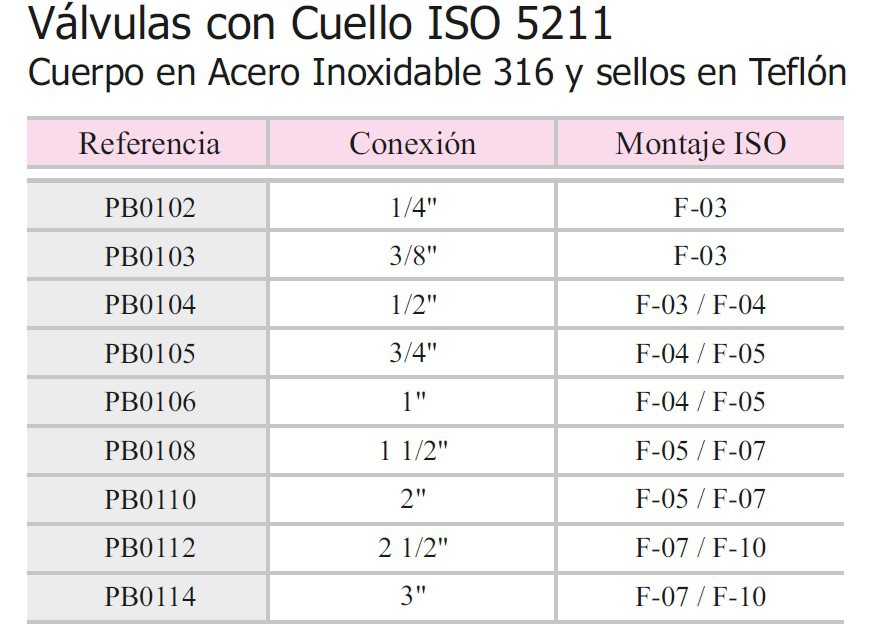 Válvulas con Cuello ISO 5211
Cuerpo en Acero Inoxidable 316 y sellos en Teflón
Referencia Conexión Montaje ISO
PB0102 1/4" F-03
PB0103 3/8" F-03
PB0104 1/2" F-03 / F-04
PB0105 3/4" F-04 / F-05
PB0106 1" F-04 / F-05
PB0108 1 1/2" F-05 / F-07
PB0110 2" F-05 / F-07
PB0112 2 1/2" F-07 / F-10
PB0114 3" F-07 / F-10